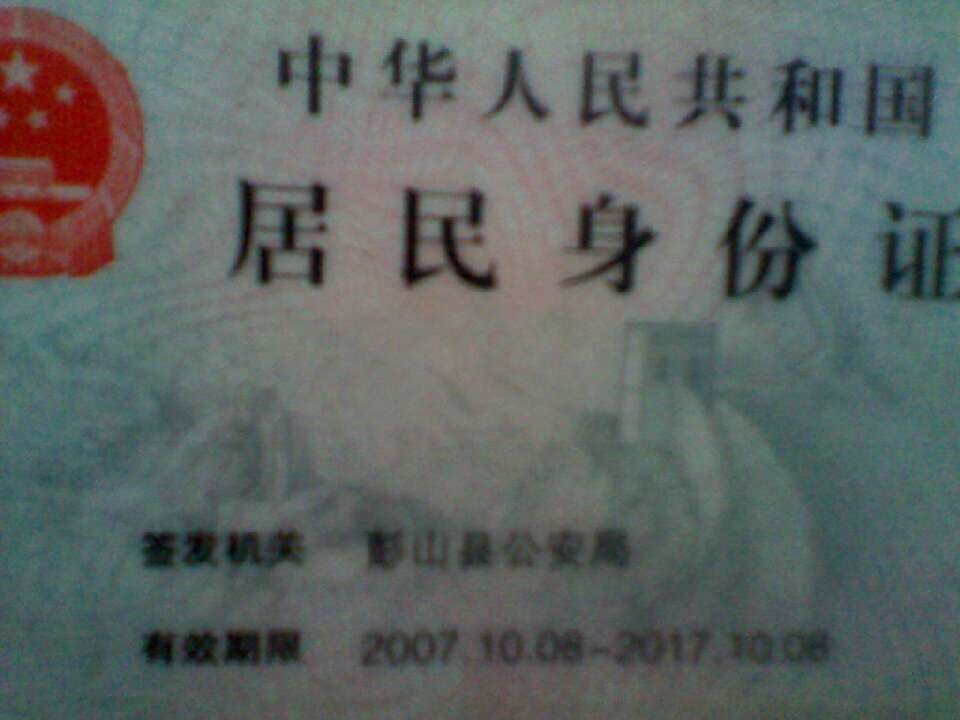 中华人民共和国
居民身份证
签发机关 彭山县公安局
有效期限 2007.10.08-2017.10.08